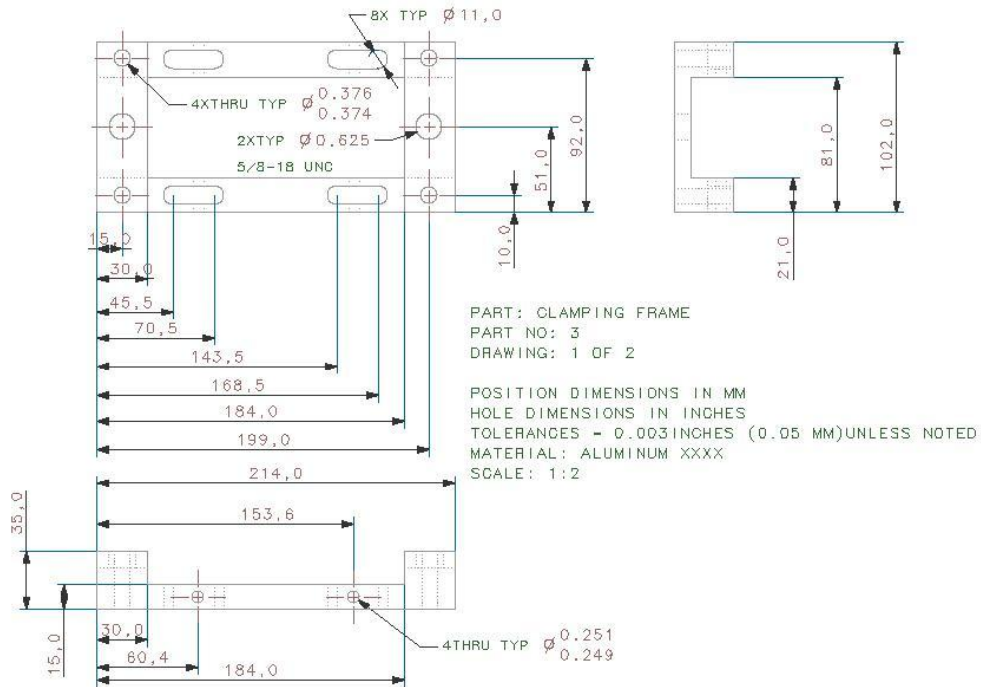 8X TYP Ø 11,0
4XTHRU TYP Ø 0.376
0.374
2XTYP Ø 0.625
5/8-18 UNC
51,0
92,0
10,0
81,0
102,0
21,0
15,0
30,0
45,5
70,5
143,5
168,5
184,0
199,0
PART: CLAMPING FRAME
PART NO: 3
DRAWING: 1 OF 2
POSITION DIMENSIONS IN MM
HOLE DIMENSIONS IN INCHES
TOLERANCES - 0.003INCHES (0.05 MM)UNLESS NOTED
MATERIAL: ALUMINUM XXXX
SCALE: 1:2
214,0
153,6
35,0
15,0
30,0
60,4
184,0
4THRU TYP Ø 0.251
0.249